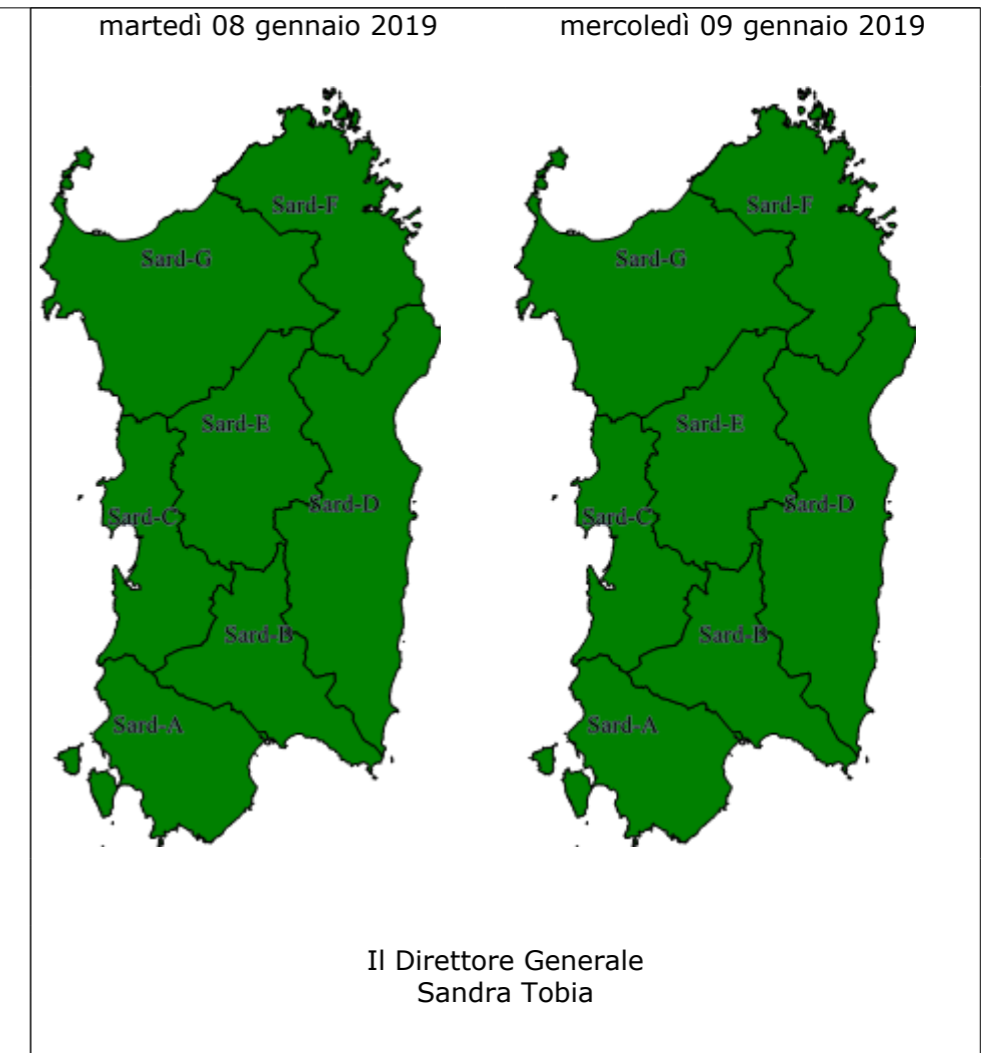 martedì 08 gennaio 2019
mercoledì 09 gennaio 2019
Sard-F
Sard-G
Sard-E
Sard-D
Sard-C
Sard-B
Sard-A
Sard-F
Sard-G
Sard-E
Sard-D
Sard-C
Sard-B
Sard-A
Il Direttore Generale
Sandra Tobia